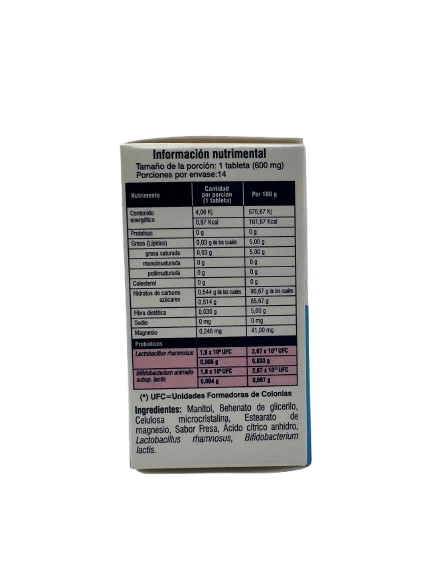 Información nutrimental
Tamaño de la porción: 1 tableta (600 mg)
Porciones por envase:14
Nutrimento Cantidad por porción (1 tableta) Per 100 g
Contenido energético 4,06 Kj 676,67 Kj
0,97 Kcal 161,67 Kcal
Proteínas 0 g 0 g
Grasa (Lípidos) 0,03 g de los cuales 5,00 g
grasa saturada 0,03 g 5,00 g
monoinsaturada 0 g 0 g
poliinsaturada 0 g 0 g
Colesterol 0 g 0 g
Hidratos de carbono 0,544 g de los cuales 90,67 g de los cuales
azúcares 0,514 g 85,67 g
Fibra dietética 0,030 g 5,00 g
Sodio 0 mg 0 mg
Magnesio 0,246 mg 41,00 mg
Probióticos
Lactobacillus rhamnosus UFC UFC
0,005 g 0,833 g
Bifidobacterium animalis subsp. lactis UFC UFC
0,004 g 0,667 g
(*) UFC=Unidades Formadoras de Colonias
Ingredientes: Manitol, Behenato de glicerilo,
Celulosa microcristalina, Estearato de
magnesio, Sabor Fresa, Ácido cítrico anhidro,
Lactobacillus rhamnosus, Bifidobacterium
lactis.